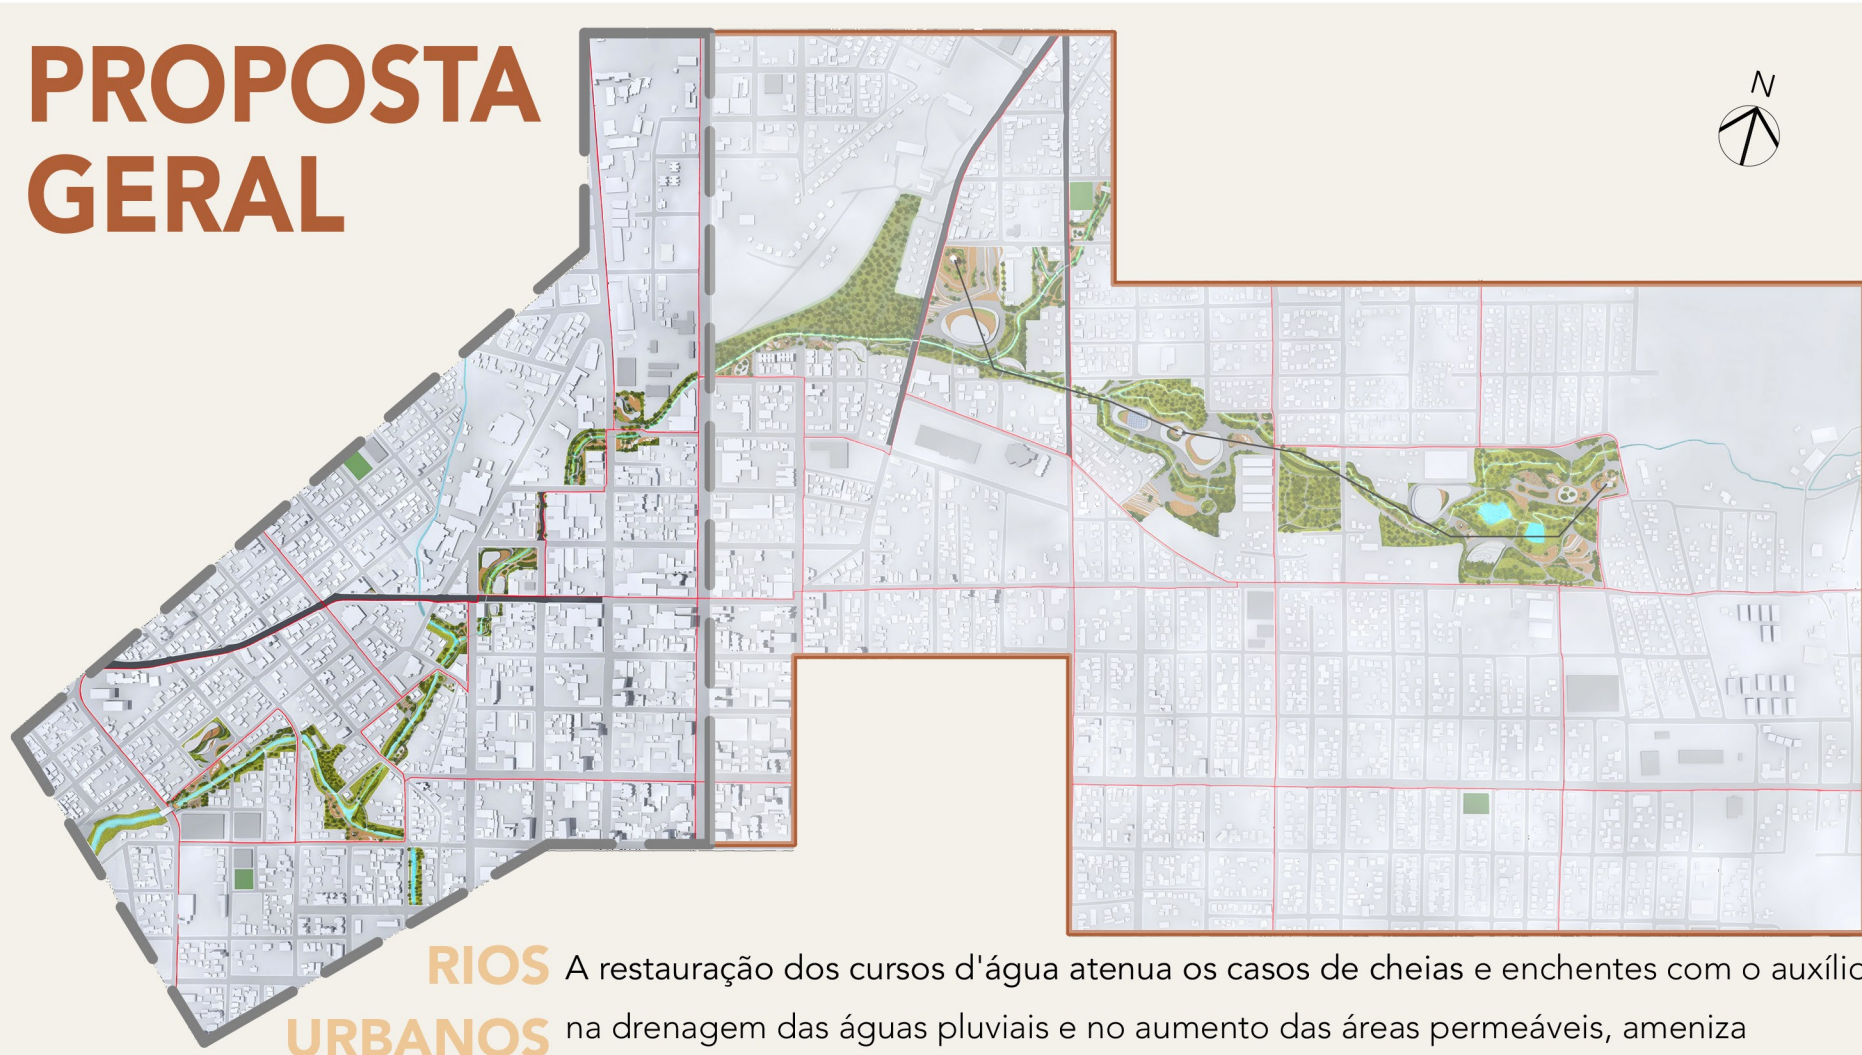 PROPOSTA
GERAL
N
RIOS
URBANOS
A restauração dos cursos d'água atenua os casos de cheias e enchentes com o auxílio
na drenagem das águas pluviais e no aumento das áreas permeáveis, ameniza